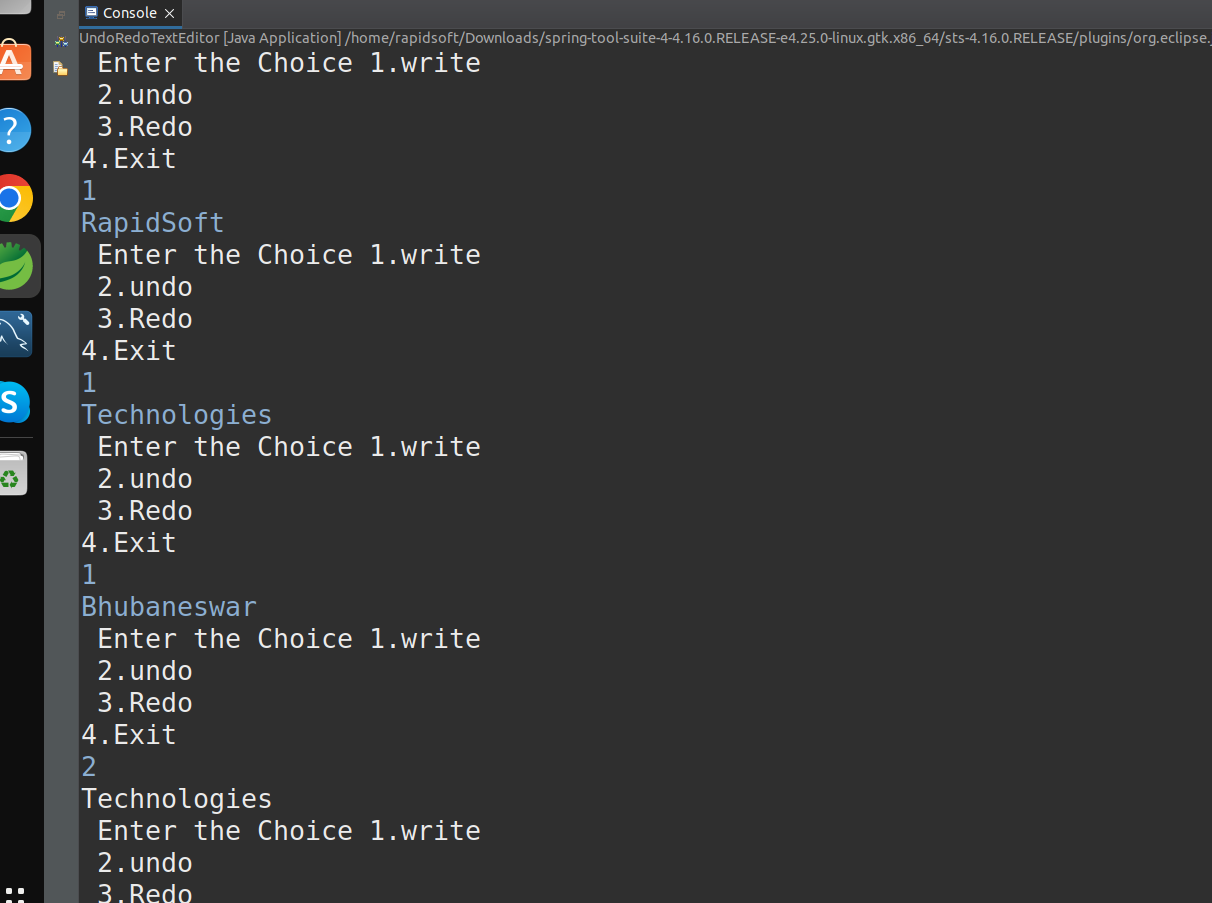 Console
UndoRedoTextEditor [Java Application] /home/rapidsoft/Downloads/spring-tool-suite-4-4.16.0.RELEASE-e4.25.0-linux.gtk.x86_64/sts-4.16.0.RELEASE/plugins/org.eclipse.
Enter the Choice 1.write
2.undo
3.Redo
4.Exit
1
RapidSoft
Enter the Choice 1.write
2.undo
3.Redo
4.Exit
1
Technologies
Enter the Choice 1.write
2.undo
3.Redo
4.Exit
1
Bhubaneswar
Enter the Choice 1.write
2.undo
3.Redo
4.Exit
2
Technologies
Enter the Choice 1.write
2.undo
3.Redo